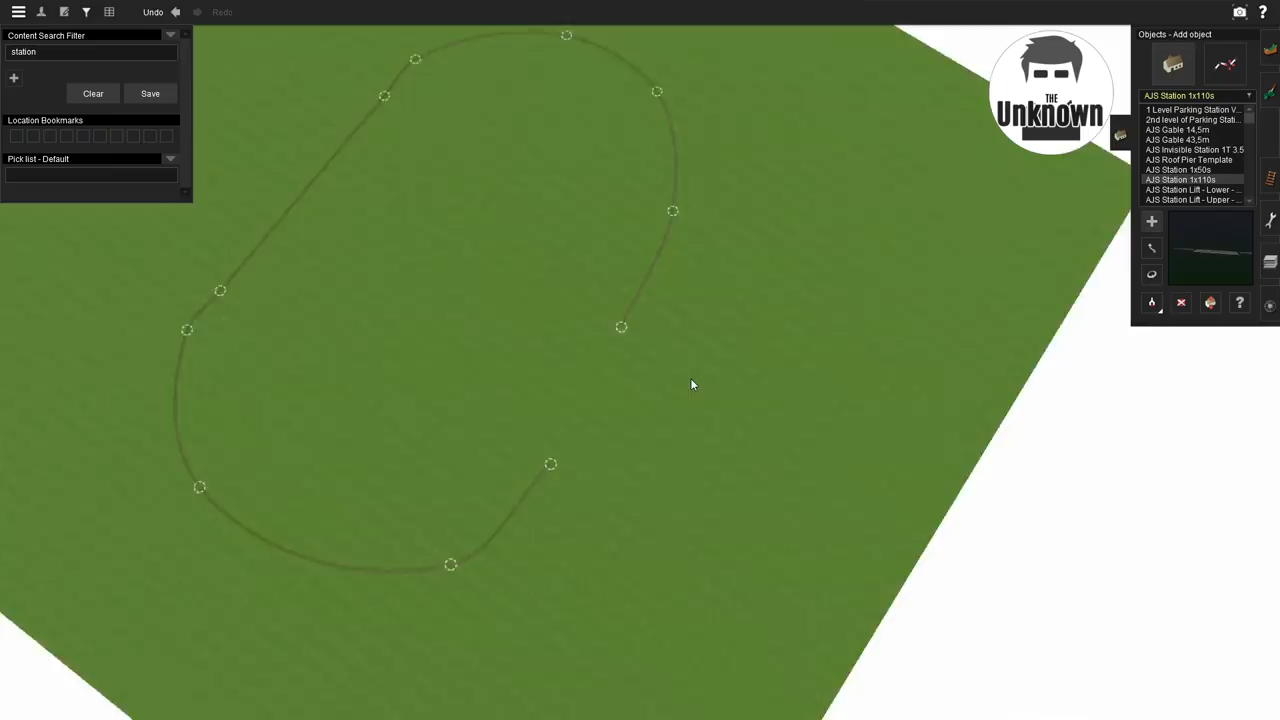 Undo
Redo
?
Content Search Filter
station
Clear
Save
Location Bookmarks
Pick list - Default
THE
Unknown
Objects - Add object
AJS Station 1x110s
1 Level Parking Station V...
2nd level of Parking Stati...
AJS Gable 14,5m
AJS Gable 43,5m
AJS Invisible Station 1T 3.5
AJS Roof Pier Template
AJS Station 1x50s
AJS Station 1x110s
AJS Station Lift - Lower - ...
AJS Station Lift - Upper - ...
?